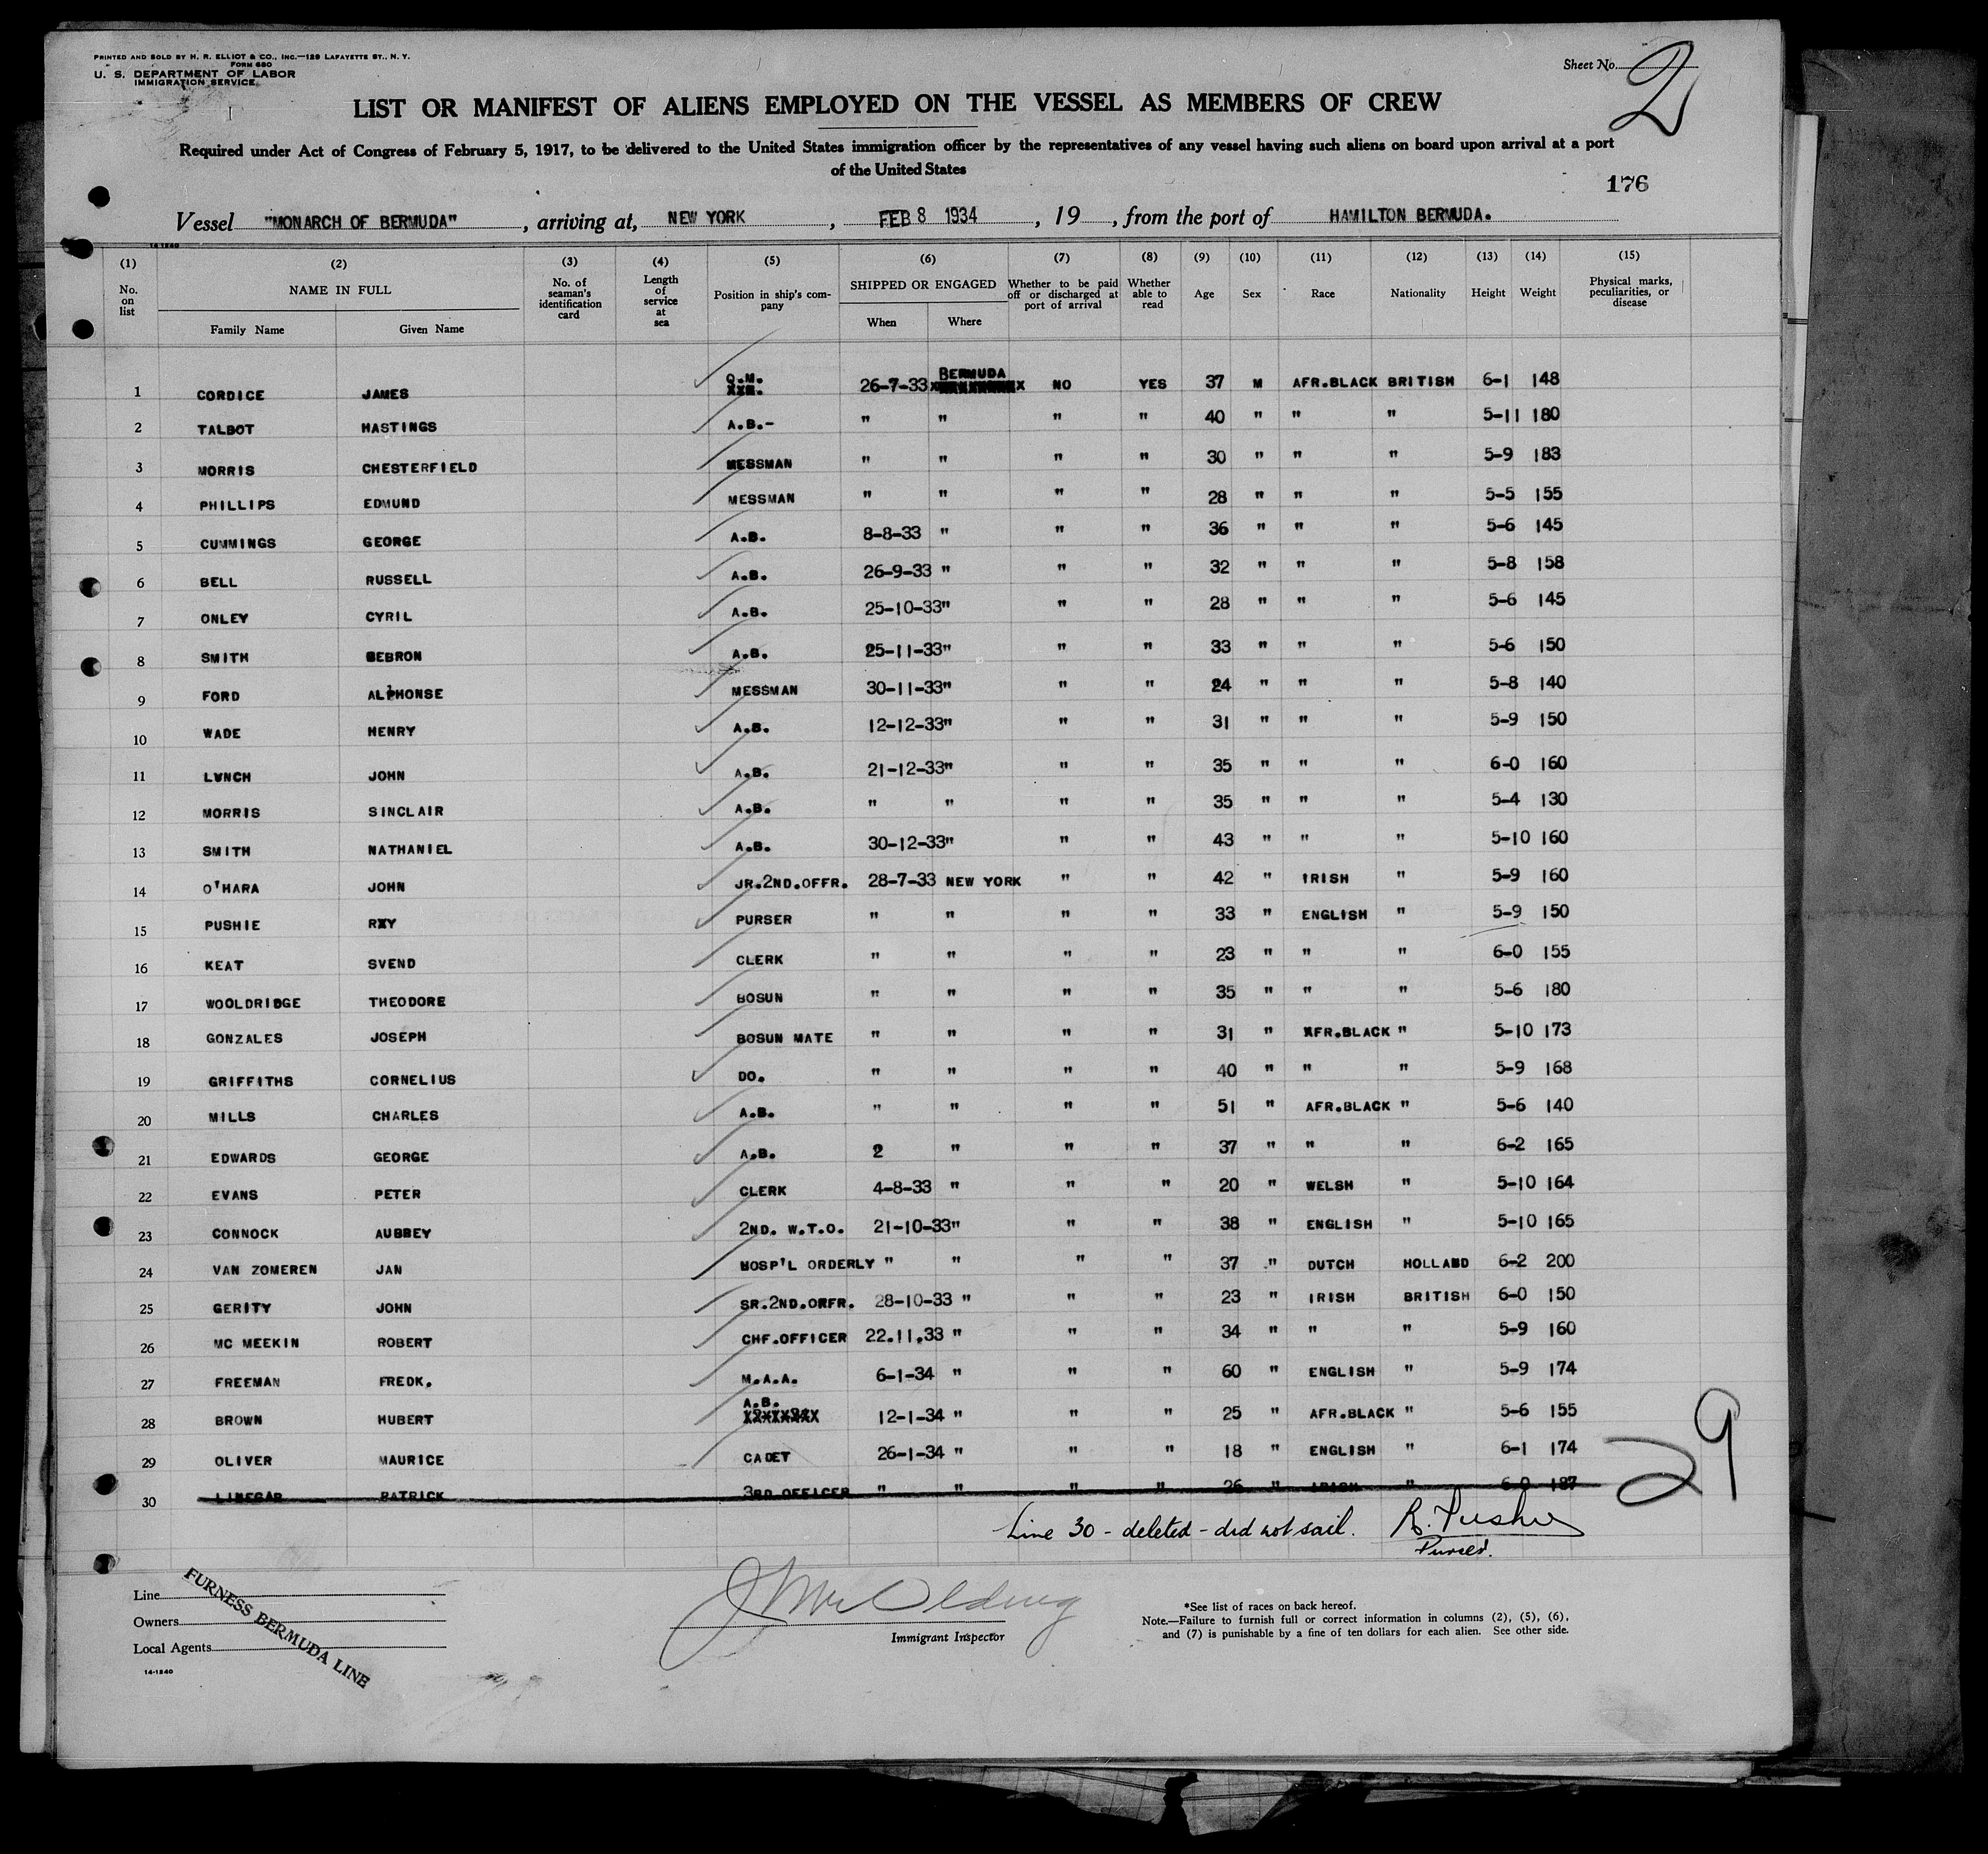 PRINTED AND SOLD BY H. R. ELLIOT & CO., INC.—129 LAFAYETTE ST., N. Y.
FORM 680
U. S. DEPARTMENT OF LABOR
IMMIGRATION SERVICE
Sheet No. 2
LIST OR MANIFEST OF ALIENS EMPLOYED ON THE VESSEL AS MEMBERS OF CREW
Required under Act of Congress of February 5, 1917, to be delivered to the United States immigration officer by the representatives of any vessel having such aliens on board upon arrival at a port
of the United States
176
Vessel "MONARCH OF BERMUDA", arriving at, NEW YORK, FEB 8 1934, 19, from the port of HAMILTON BERMUDA.
14-1240
(1) (2) (3) (4) (5) (6) (7) (8) (9) (10) (11) (12) (13) (14) (15)
No. on list NAME IN FULL Family Name Given Name No. of seaman's identification card Length of service at sea Position in ship's company SHIPPED OR ENGAGED When Where Whether to be paid off or discharged at port of arrival Whether able to read Age Sex Race Nationality Height Weight Physical marks, peculiarities, or disease
1 CORDICE JAMES Q.M. 26-7-33 BERMUDA NO YES 37 M AFR.BLACK BRITISH 6-1 148
2 TALBOT HASTINGS A.B.- " " " " 40 " " " 5-11 180
3 MORRIS CHESTERFIELD MESSMAN " " " " 30 " " " 5-9 183
4 PHILLIPS EDMUND MESSMAN " " " " 28 " " " 5-5 155
5 CUMMINGS GEORGE A.B. 8-8-33 " " " 36 " " " 5-6 145
6 BELL RUSSELL A.B. 26-9-33 " " " 32 " " " 5-8 158
7 ONLEY CYRIL A.B. 25-10-33" " " 28 " " " 5-6 145
8 SMITH GEBRON A.B. 25-11-33" " " 33 " " " 5-6 150
9 FORD ALPHONSE MESSMAN 30-11-33" " " 24 " " " 5-8 140
10 WADE HENRY A.B. 12-12-33" " " 31 " " " 5-9 150
11 LYNCH JOHN A.B. 21-12-33" " " 35 " " " 6-0 160
12 MORRIS SINCLAIR A.B. " " " " 35 " " " 5-4 130
13 SMITH NATHANIEL A.B. 30-12-33" " " 43 " " " 5-10 160
14 O'HARA JOHN JR.2ND.OFFR. 28-7-33 NEW YORK " " 42 " IRISH " 5-9 160
15 PUSHIE RXY PURSER " " " " 33 " ENGLISH " 5-9 150
16 KEAT SVEND CLERK " " " " 23 " " " 6-0 155
17 WOOLDRIDGE THEODORE BOSUN " " " " 35 " " " 5-6 180
18 GONZALES JOSEPH BOSUN MATE " " " " 31 " AFR.BLACK " 5-10 173
19 GRIFFITHS CORNELIUS DO. " " " " 40 " " " 5-9 168
20 MILLS CHARLES A.B. " " " " 51 " AFR.BLACK " 5-6 140
21 EDWARDS GEORGE A.B. 2 " " " 37 " " " 6-2 165
22 EVANS PETER CLERK 4-8-33 " " " 20 " WELSH " 5-10 164
23 CONNOCK AUBREY 2ND. W.T.O. 21-10-33" " " 38 " ENGLISH " 5-10 165
24 VAN ZOMEREN JAN HOSP'L ORDERLY " " " " 37 " DUTCH HOLLAND 6-2 200
25 GERITY JOHN SR.2ND.OFFR. 28-10-33 " " " 23 " IRISH BRITISH 6-0 150
26 MC MEEKIN ROBERT CHF.OFFICER 22.11.33 " " " 34 " " " 5-9 160
27 FREEMAN FREDK. M.A.A. 6-1-34 " " " 60 " ENGLISH " 5-9 174
28 BROWN HUBERT A.B. 12-1-34 " " " 25 " AFR.BLACK " 5-6 155
29 OLIVER MAURICE CADET 26-1-34 " " " 18 " ENGLISH " 6-1 174
30 LINEGAR PATRICK 3RD OFFICER " " " " 26 " IRISH " 6-0 187
29
Line 30 - deleted - did not sail. R. Pushie
Purser.
Line
Owners
Local Agents
FURNESS BERMUDA LINE
14-1240
Immigrant Inspector
*See list of races on back hereof.
Note.—Failure to furnish full or correct information in columns (2), (5), (6),
and (7) is punishable by a fine of ten dollars for each alien. See other side.